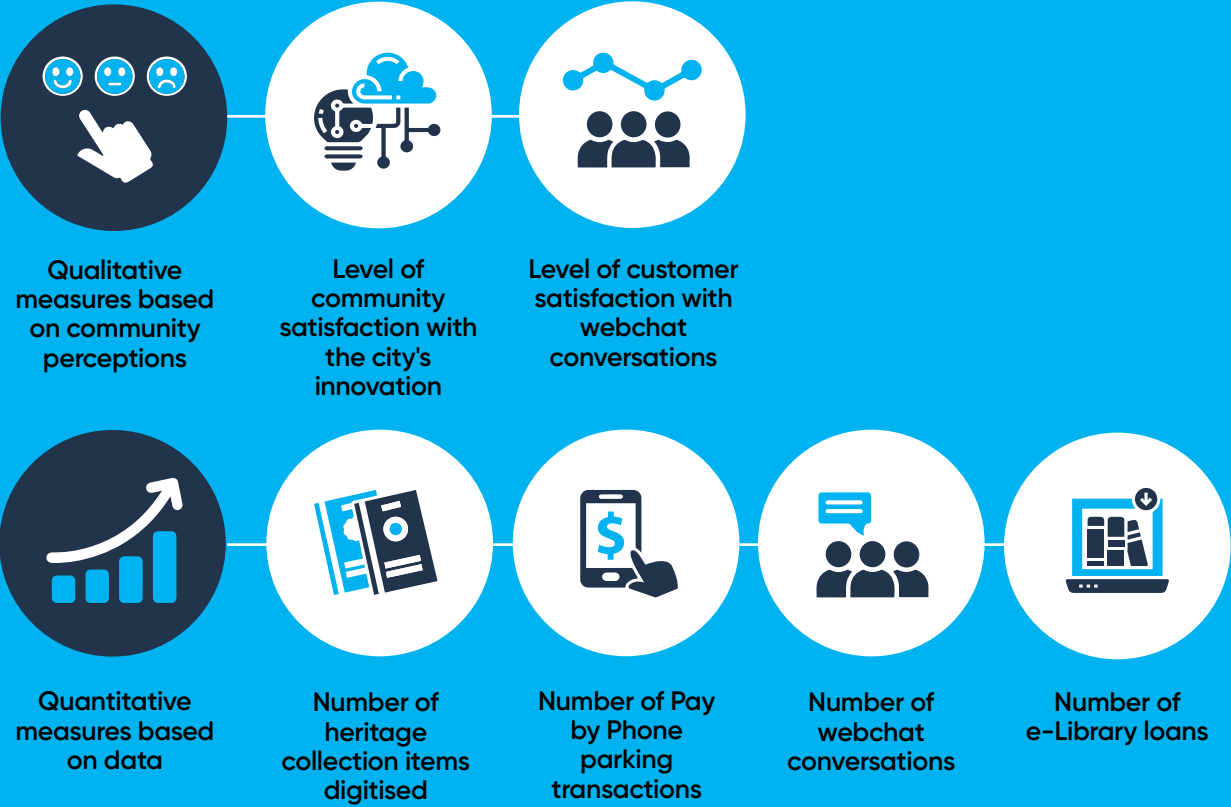 Qualitative
measures based
on community
perceptions
Level of
community
satisfaction with
the city's
innovation
Level of customer
satisfaction with
webchat
conversations
$
Quantitative
measures based
on data
Number of
heritage
collection items
digitised
Number of Pay
by Phone
parking
transactions
Number of
webchat
conversations
Number of
e-Library loans